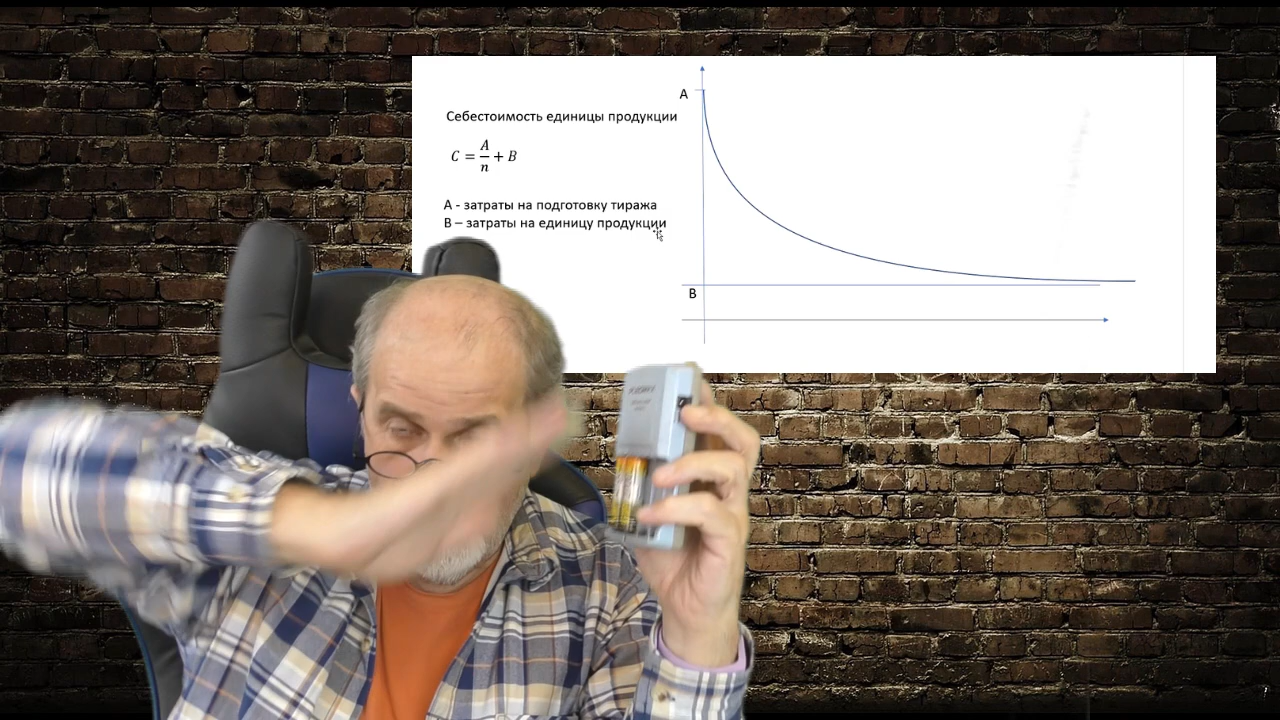 A
Себестоимость единицы продукции
C = A/n + B
A - затраты на подготовку тиража
B – затраты на единицу продукции
B